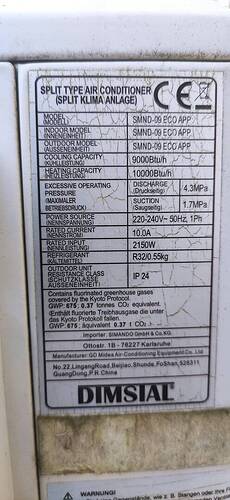 SPLIT TYPE AIR CONDITIONER
(SPLIT KLIMA ANLAGE)
CE
MODEL
(MODELL)
SMND-09 ECO APP
INDOOR MODEL
(INNENEINHEIT)
SMND-09 ECO APP
OUTDOOR MODEL
(AUSSENEINHEIT)
SMND-09 ECO APP
COOLING CAPACITY
(KÜHLLEISTUNG)
9000Btu/h
HEATING CAPACITY
(HEIZLEISTUNG)
10000Btu/h
EXCESSIVE OPERATING
PRESSURE
(MAXIMALER
BETRIEBSDRUCK)
DISCHARGE
(Druckseitig)
4.3MPa
SUCTION
(Saugseitig)
1.7MPa
POWER SOURCE
(NENNSPANNUNG)
220-240V~ 50Hz, 1Ph
RATED CURRENT
(NENNSTROM)
10.0A
RATED INPUT
(NENNLEISTUNG)
2150W
REFRIGERANT
(KÄLTEMITTEL)
R32/0.55kg
OUTDOOR UNIT
RESISTANCE CLASS
(SCHUTZKLASSE
AUSSENEINHEIT)
IP 24
Contains fluorinated greenhouse gases
covered by the Kyoto Protocol.
GWP: 675; 0.37 tonnes CO₂ equivalent.
(Enthält fluorierte Treibhausgase die unter
das Kyoto Protokoll fallen.
GWP: 675; äquivalent 0.37 t CO₂
Importer: SIMANDO GmbH & Co.KG.
Ottostr. 1B - 76227 Karlsruhe
Manufacturer: GD Midea Air-Conditioning Equipment Co. Ltd
No.22, LingangRoad, Beijiao, Shunde, FoShan, 528311
GuangDong, P.R. China
DIMSTAL
WARNUNG!